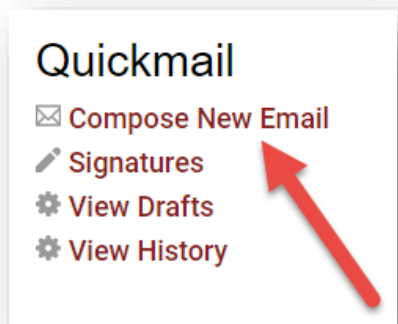 Quickmail
Compose New Email
Signatures
View Drafts
View History